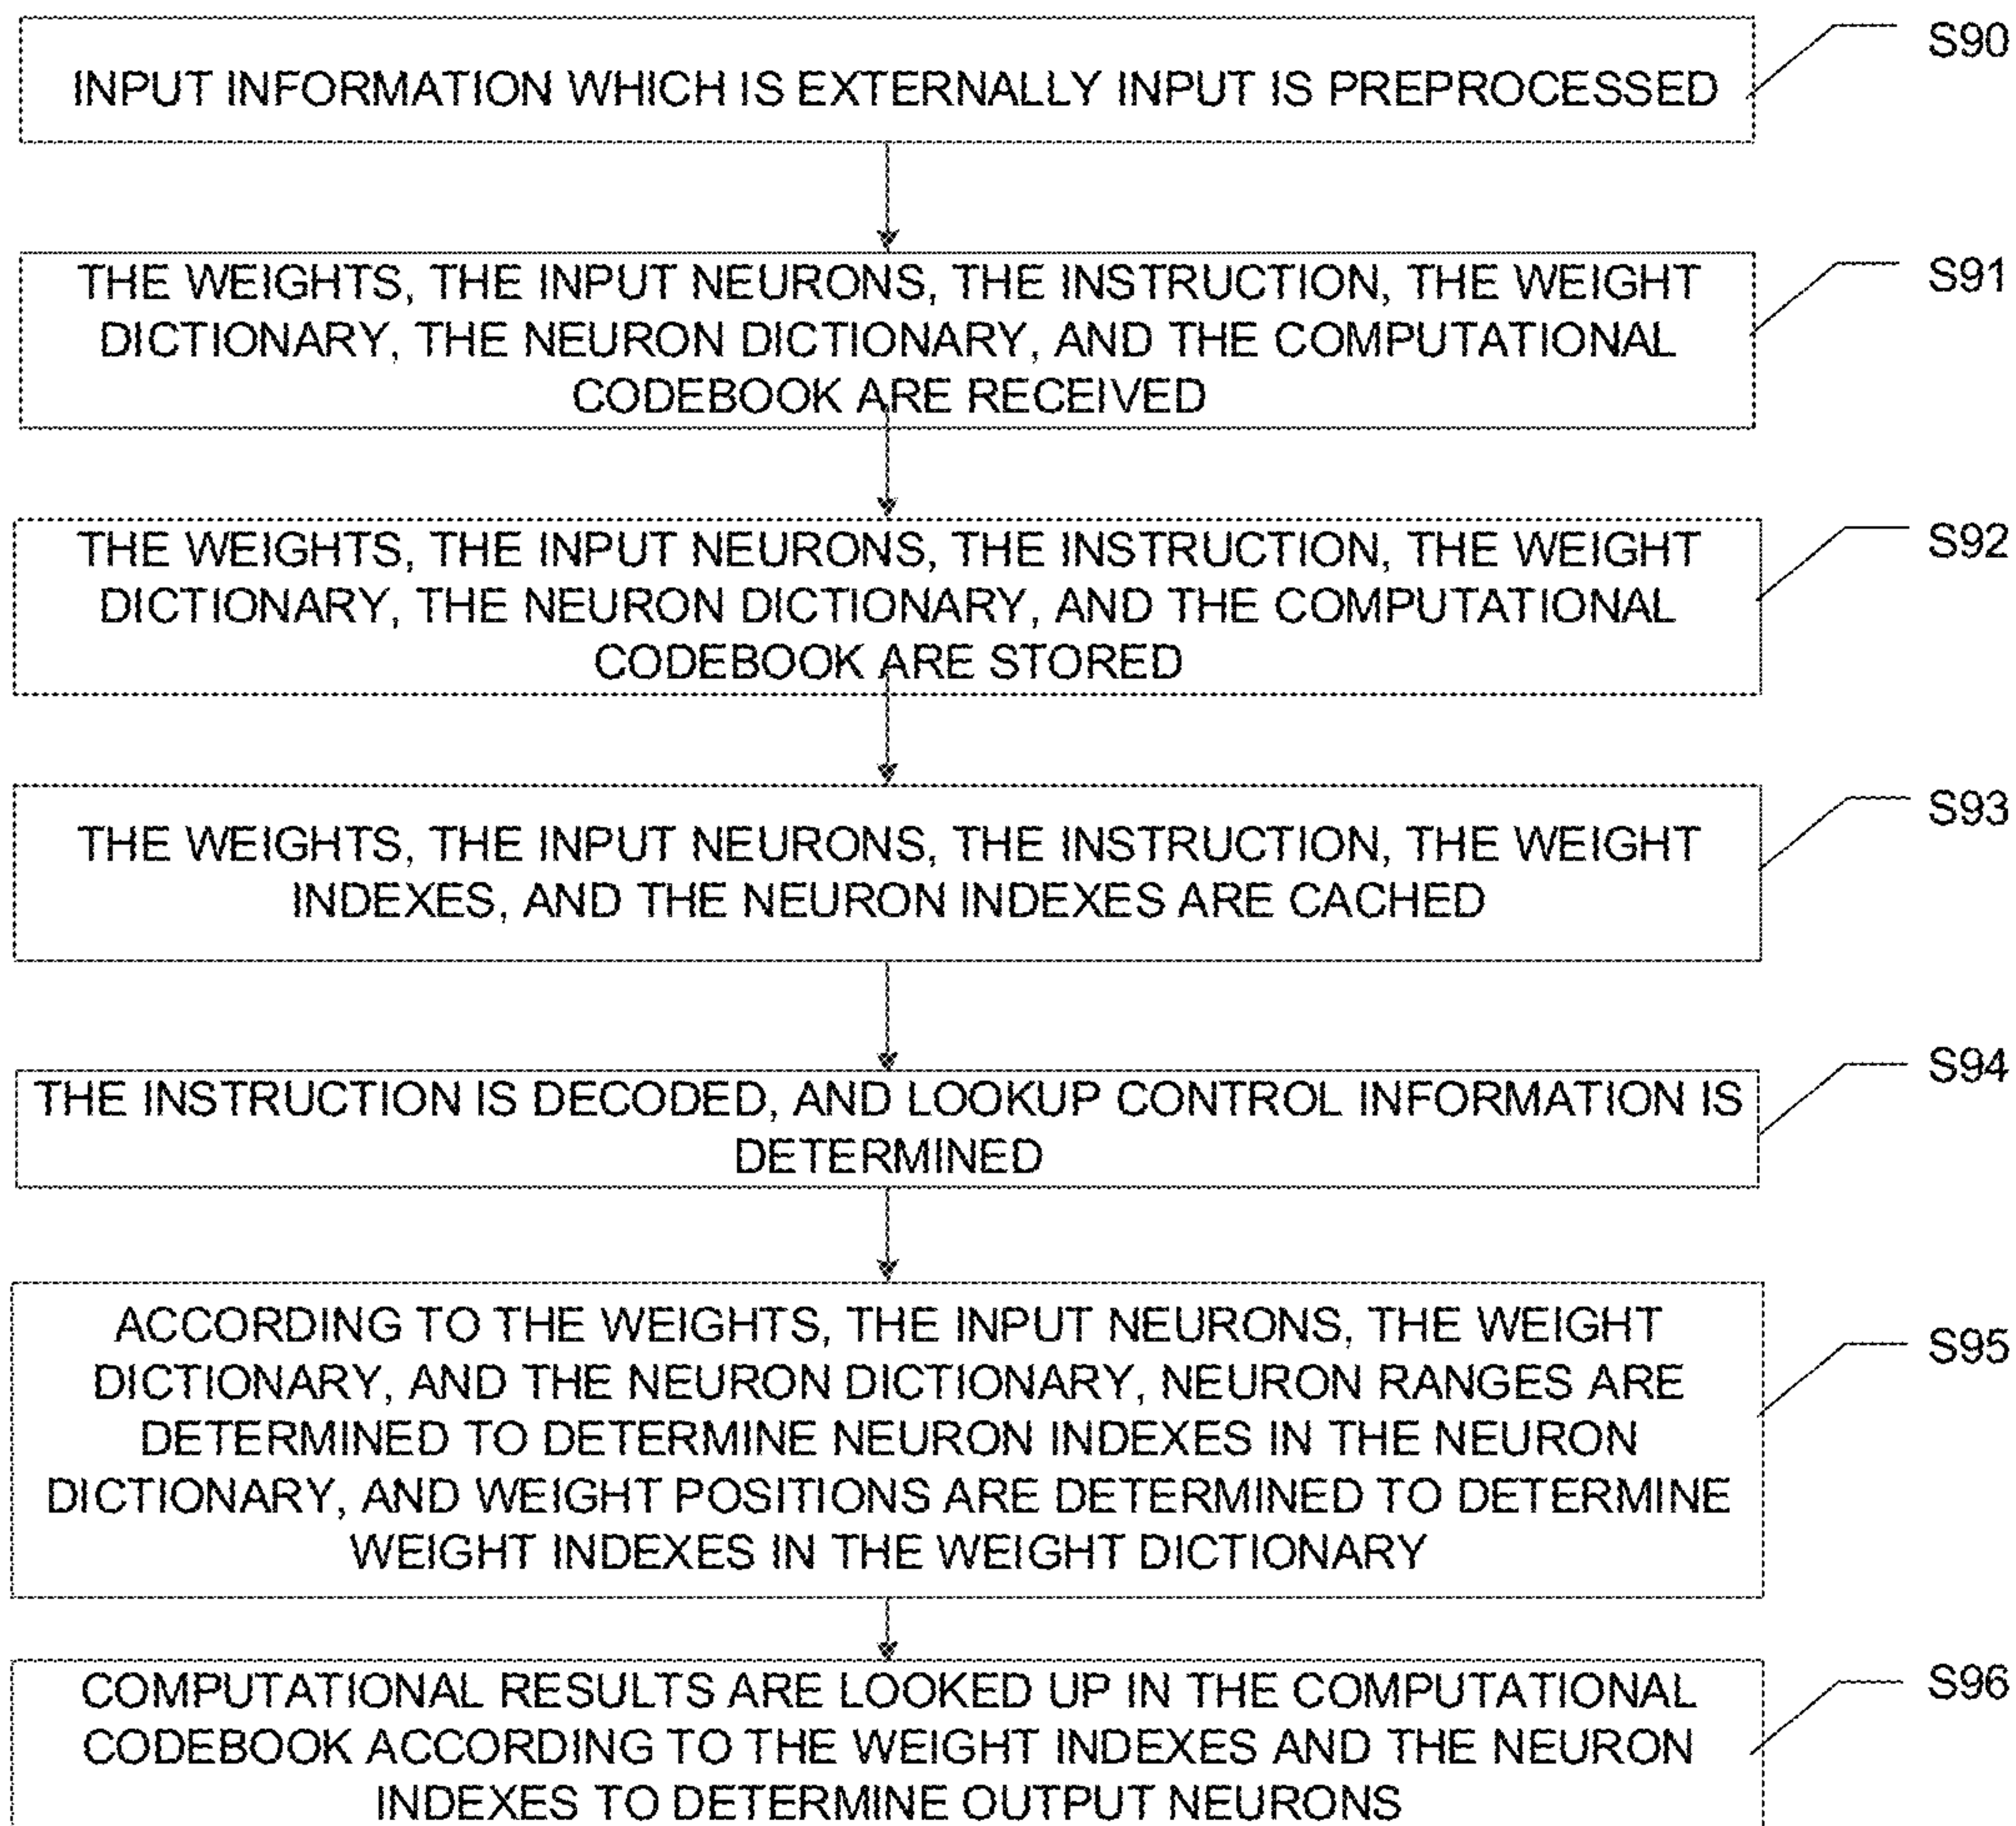 S90
INPUT INFORMATION WHICH IS EXTERNALLY INPUT IS PREPROCESSED
S91
THE WEIGHTS, THE INPUT NEURONS, THE INSTRUCTION, THE WEIGHT
DICTIONARY, THE NEURON DICTIONARY, AND THE COMPUTATIONAL
CODEBOOK ARE RECEIVED
S92
THE WEIGHTS, THE INPUT NEURONS, THE INSTRUCTION, THE WEIGHT
DICTIONARY, THE NEURON DICTIONARY, AND THE COMPUTATIONAL
CODEBOOK ARE STORED
S93
THE WEIGHTS, THE INPUT NEURONS, THE INSTRUCTION, THE WEIGHT
INDEXES, AND THE NEURON INDEXES ARE CACHED
S94
THE INSTRUCTION IS DECODED, AND LOOKUP CONTROL INFORMATION IS
DETERMINED
S95
ACCORDING TO THE WEIGHTS, THE INPUT NEURONS, THE WEIGHT
DICTIONARY, AND THE NEURON DICTIONARY, NEURON RANGES ARE
DETERMINED TO DETERMINE NEURON INDEXES IN THE NEURON
DICTIONARY, AND WEIGHT POSITIONS ARE DETERMINED TO DETERMINE
WEIGHT INDEXES IN THE WEIGHT DICTIONARY
S96
COMPUTATIONAL RESULTS ARE LOOKED UP IN THE COMPUTATIONAL
CODEBOOK ACCORDING TO THE WEIGHT INDEXES AND THE NEURON
INDEXES TO DETERMINE OUTPUT NEURONS